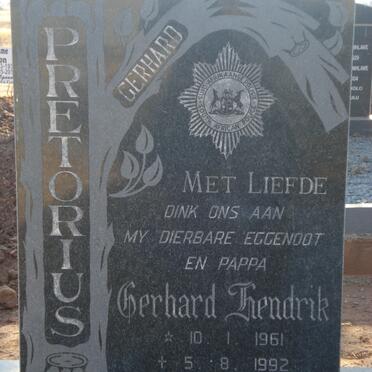 PRETORIUS
GERHARD
MET LIEFDE
DINK ONS AAN
MY DIERBARE EGGENOOT
EN PAPPA
Gerhard Hendrik
☆ 10. 1. 1961
✝ 5. 8. 1992